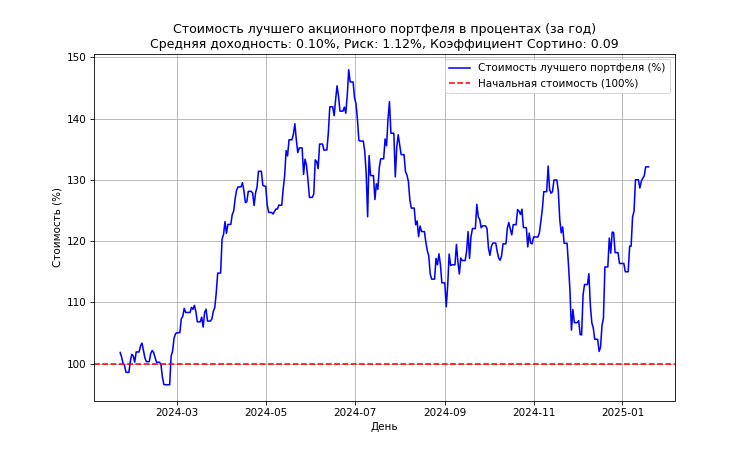 Стоимость лучшего акционного портфеля в процентах (за год)
Средняя доходность: 0.10%, Риск: 1.12%, Коэффициент Сортино: 0.09
Стоимость лучшего портфеля (%)
Начальная стоимость (100%)
Стоимость (%)
150
140
130
120
110
100
2024-03
2024-05
2024-07
2024-09
2024-11
2025-01
День